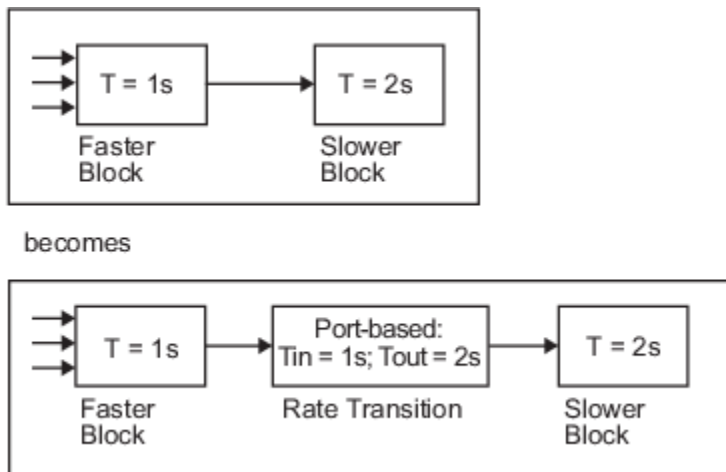 T = 1s
T = 2s
Faster
Block
Slower
Block
becomes
T = 1s
Port-based:
Tin = 1s; Tout = 2s
T = 2s
Faster
Block
Rate Transition
Slower
Block